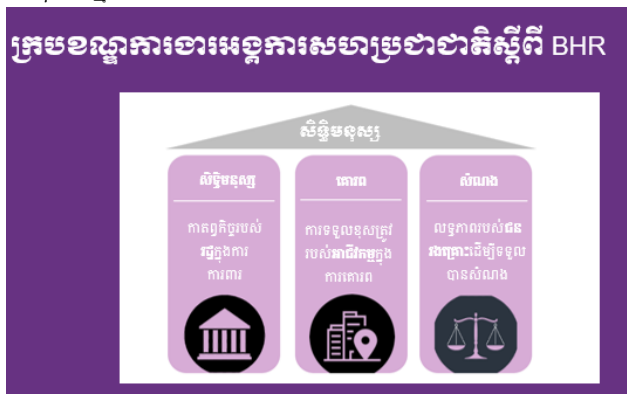 ក្របខណ្ឌការងារអង្គការសហប្រជាជាតិស្តីពី BHR
សិទ្ធិមនុស្ស
សិទ្ធិមនុស្ស
គោរព
សំណង
កាតព្វកិច្ចរបស់
រដ្ឋក្នុងការ
ការពារ
ការទទួលខុសត្រូវ
របស់អាជីវកម្មក្នុង
ការគោរព
លទ្ធភាពរបស់ជន
រងគ្រោះដើម្បីទទួល
បានសំណង